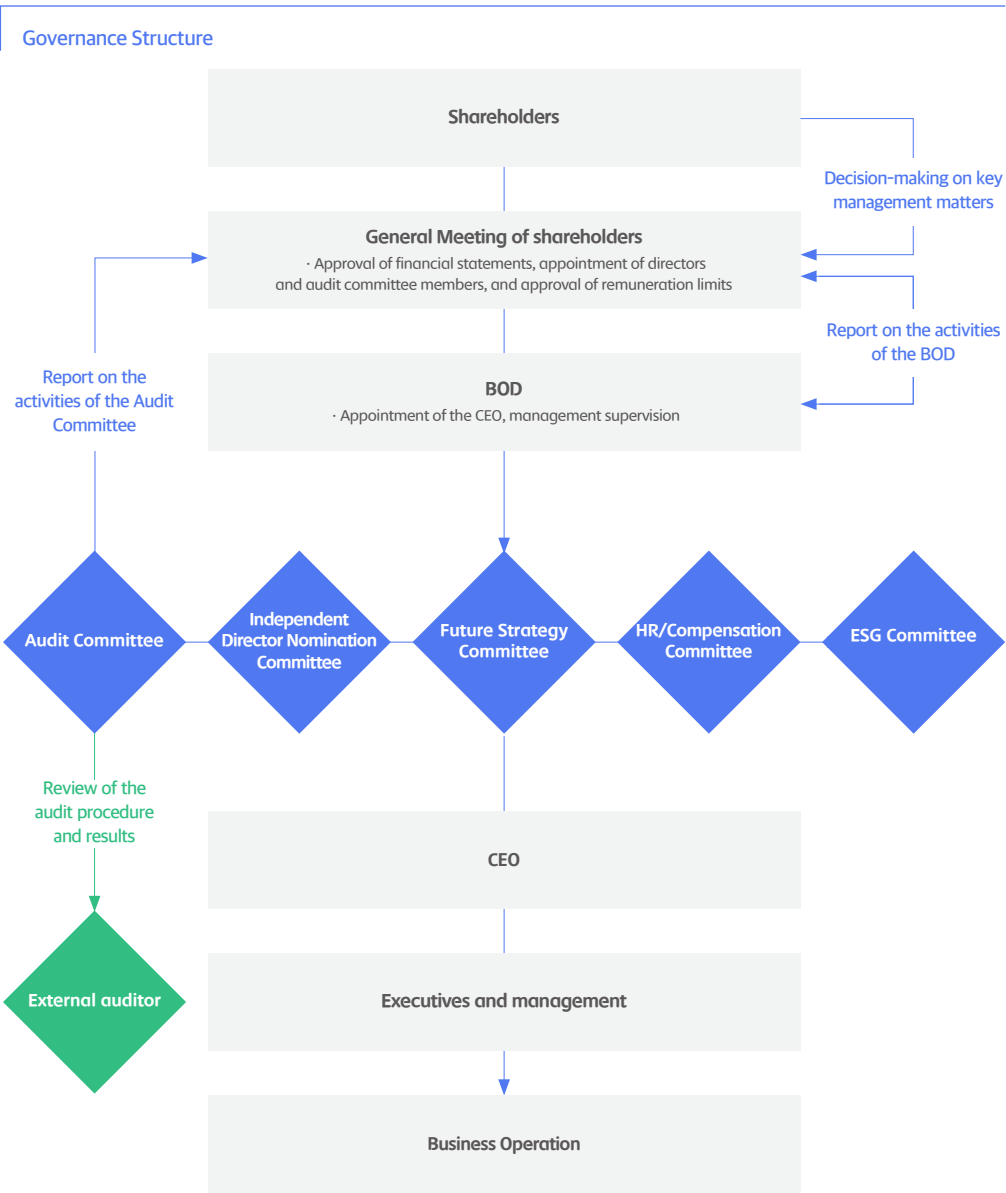 Governance Structure
Shareholders
Decision-making on key
management matters
General Meeting of shareholders
· Approval of financial statements, appointment of directors
and audit committee members, and approval of remuneration limits
Report on the activities
of the BOD
Report on the
activities of the Audit
Committee
BOD
· Appointment of the CEO, management supervision
Audit Committee
Independent
Director Nomination
Committee
Future Strategy
Committee
HR/Compensation
Committee
ESG Committee
Review of the
audit procedure
and results
CEO
External auditor
Executives and management
Business Operation